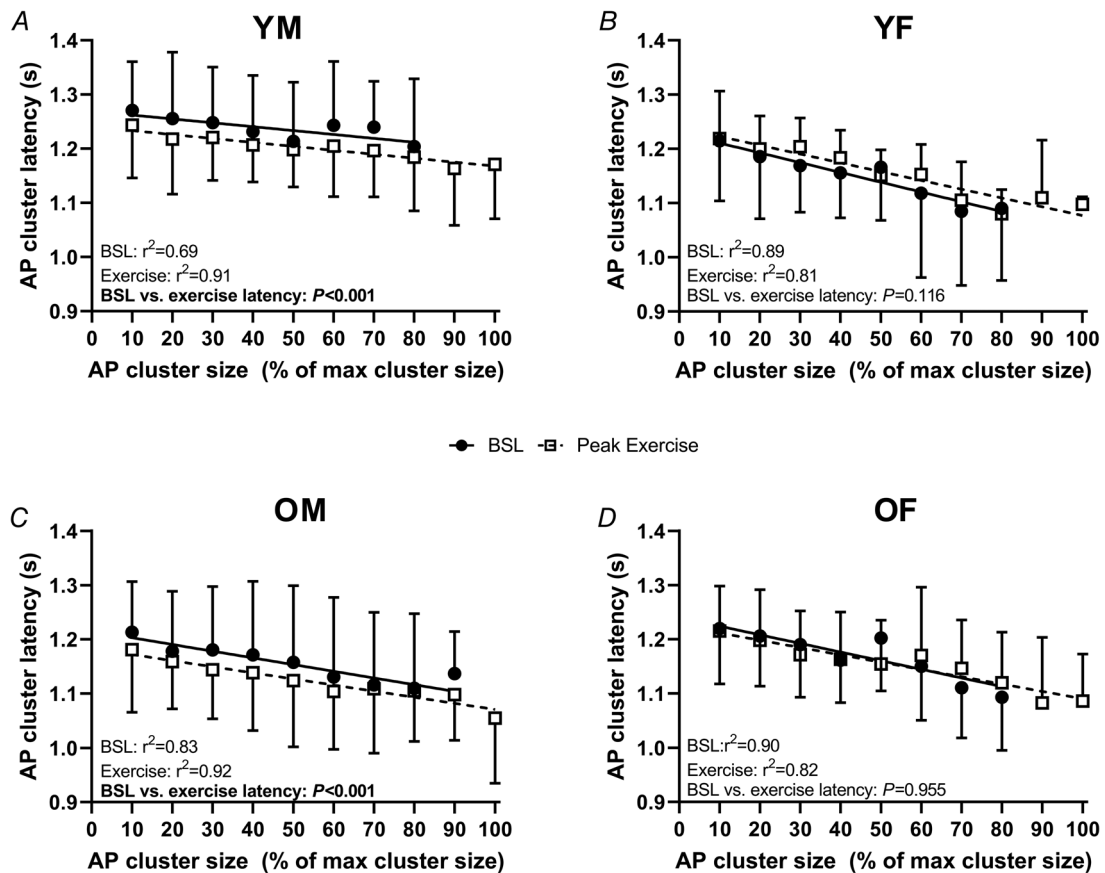 A
YM
AP cluster latency (s)
1.4
1.3
1.2
1.1
1.0
0.9
BSL: r²=0.69
Exercise: r²=0.91
BSL vs. exercise latency: P<0.001
0 10 20 30 40 50 60 70 80 90 100
AP cluster size (% of max cluster size)
B
YF
AP cluster latency (s)
1.4
1.3
1.2
1.1
1.0
0.9
BSL: r²=0.89
Exercise: r²=0.81
BSL vs exercise latency: P=0.116
0 10 20 30 40 50 60 70 80 90 100
AP cluster size (% of max cluster size)
BSL Peak Exercise
C
OM
AP cluster latency (s)
1.4
1.3
1.2
1.1
1.0
0.9
BSL: r²=0.83
Exercise: r²=0.92
BSL vs. exercise latency: P<0.001
0 10 20 30 40 50 60 70 80 90 100
AP cluster size (% of max cluster size)
D
OF
AP cluster latency (s)
1.4
1.3
1.2
1.1
1.0
0.9
BSL:r²=0.90
Exercise: r²=0.82
BSL vs. exercise latency: P=0.955
0 10 20 30 40 50 60 70 80 90 100
AP cluster size (% of max cluster size)